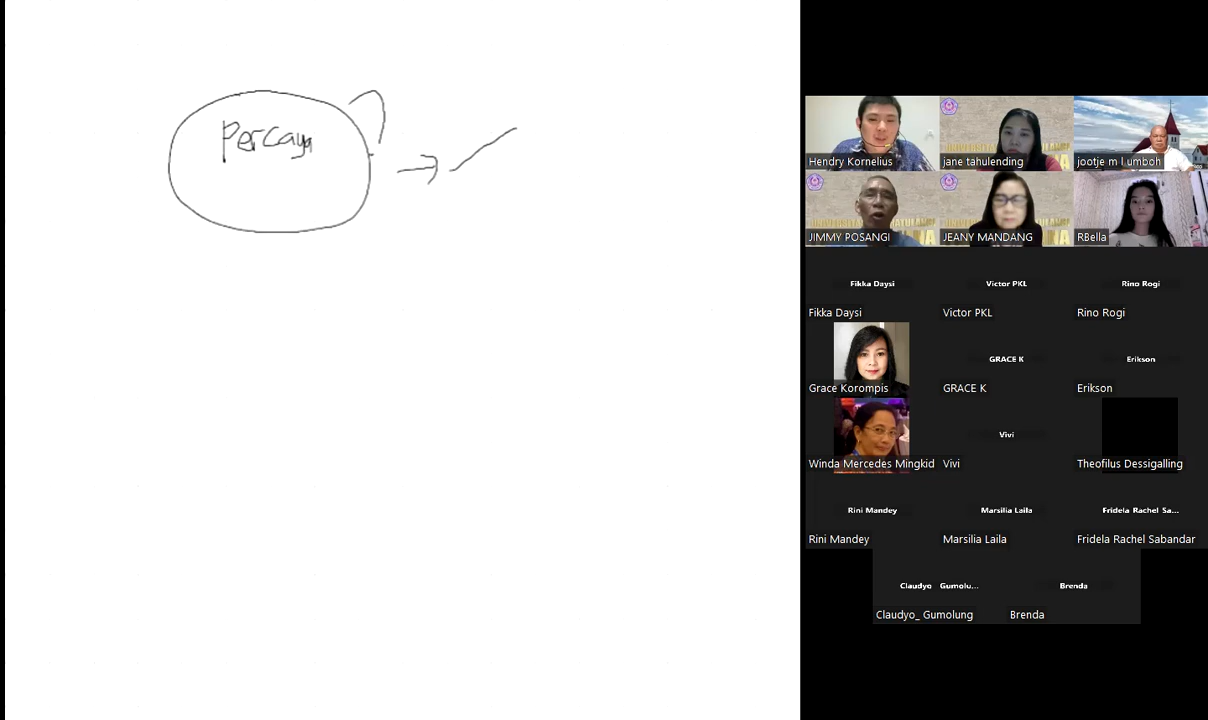 Percaya
Hendry Kornelius
jane tahulending
jootje m l umboh
JIMMY POSANGI
JEANY MANDANG
RBella
Fikka Daysi
Victor PKL
Rino Rogi
Fikka Daysi
Victor PKL
Rino Rogi
GRACE K
Erikson
Grace Korompis
GRACE K
Erikson
Vivi
Winda Mercedes Mingkid
Vivi
Theofilus Dessigalling
Rini Mandey
Marsilia Laila
Fridela Rachel Sa...
Rini Mandey
Marsilia Laila
Fridela Rachel Sabandar
Claudyo Gumolu...
Brenda
Claudyo_ Gumolung
Brenda